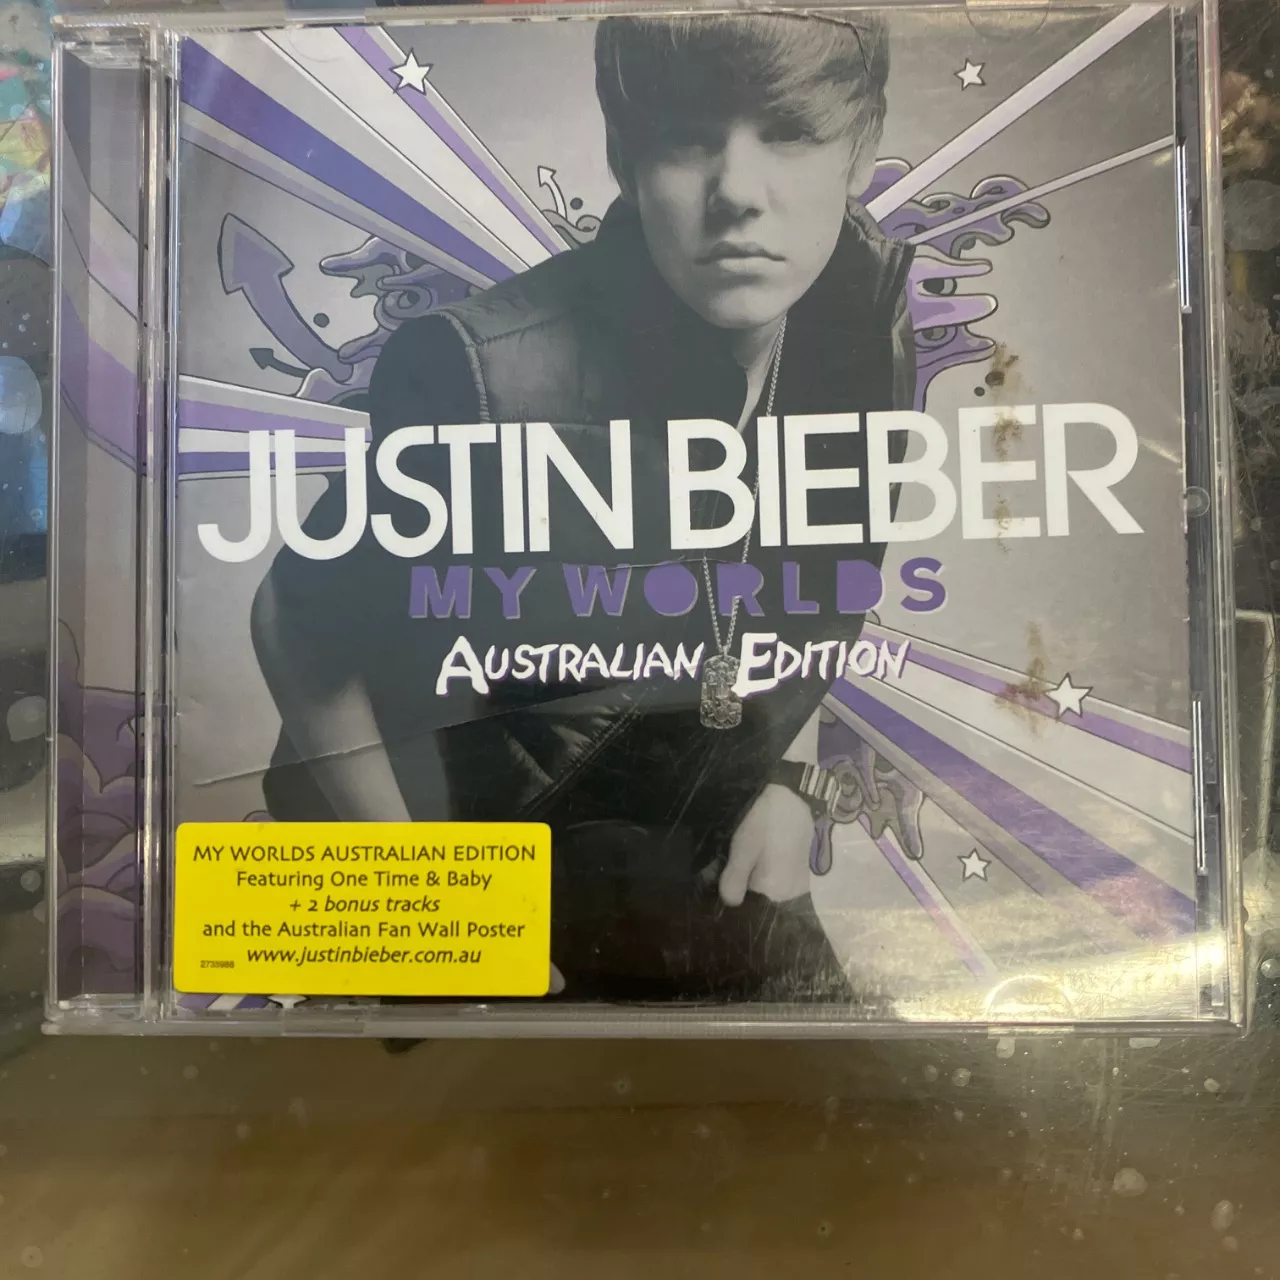 JUSTIN BIEBER
MY WORLDS
AUSTRALIAN EDITION
MY WORLDS AUSTRALIAN EDITION
Featuring One Time & Baby
+ 2 bonus tracks
and the Australian Fan Wall Poster
www.justinbieber.com.au
2735988